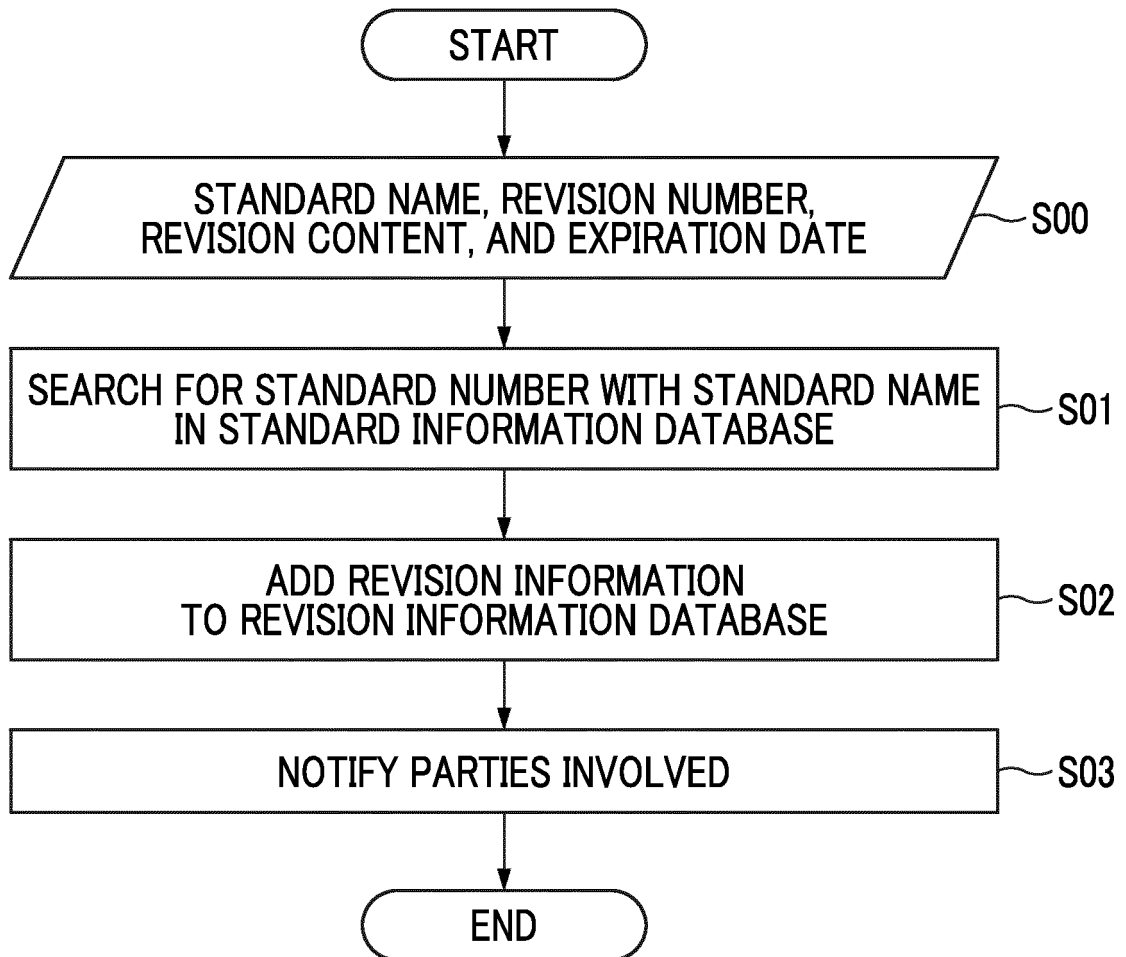 START
STANDARD NAME, REVISION NUMBER,
REVISION CONTENT, AND EXPIRATION DATE
S00
SEARCH FOR STANDARD NUMBER WITH STANDARD NAME
IN STANDARD INFORMATION DATABASE
S01
ADD REVISION INFORMATION
TO REVISION INFORMATION DATABASE
S02
NOTIFY PARTIES INVOLVED
S03
END